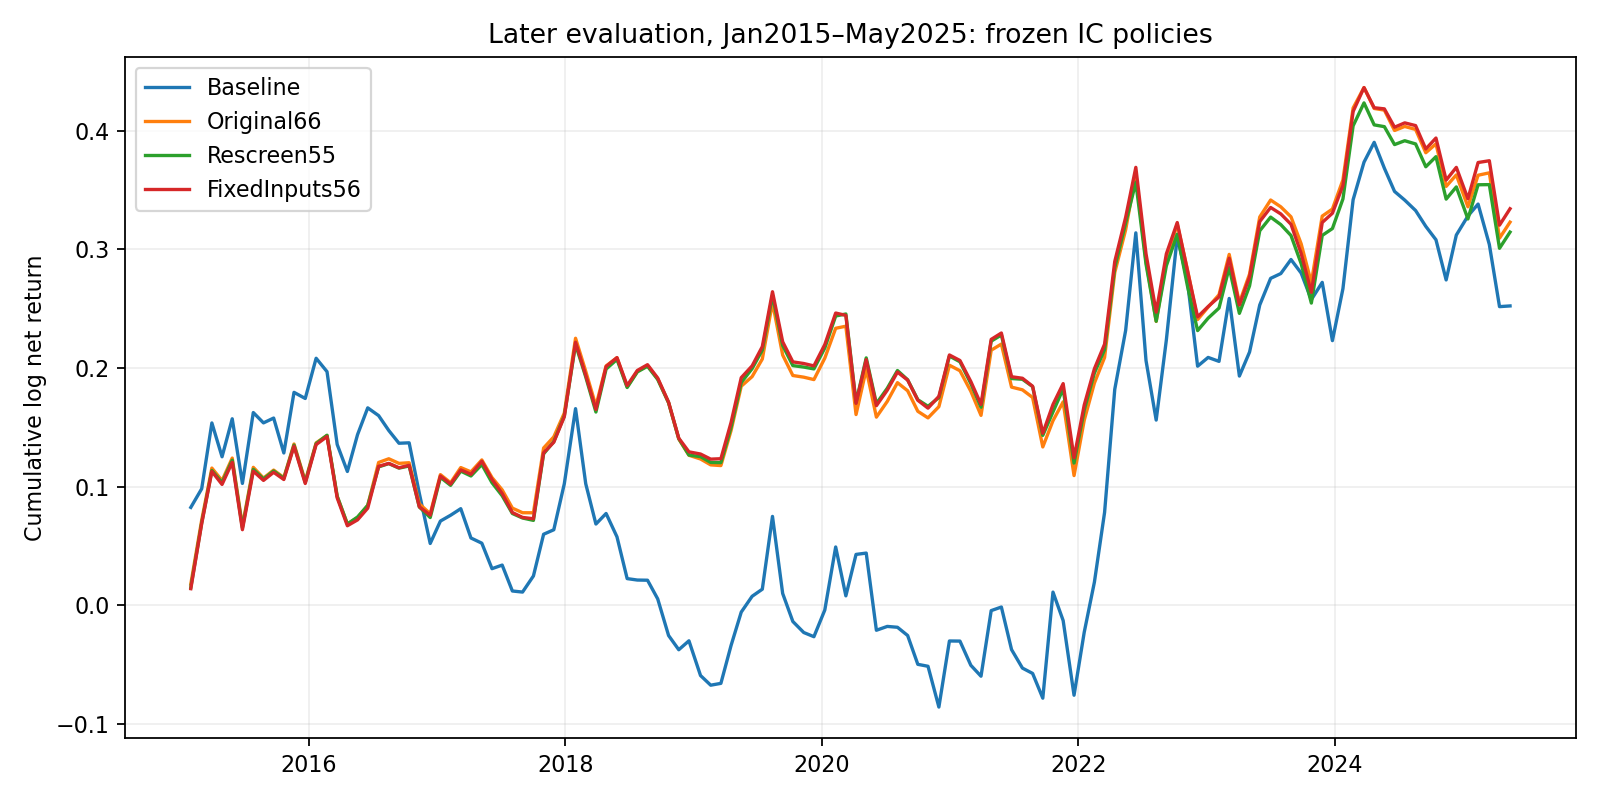 Later evaluation, Jan2015–May2025: frozen IC policies
Baseline
Original66
Rescreen55
FixedInputs56
Cumulative log net return
0.4
0.3
0.2
0.1
0.0
−0.1
2016
2018
2020
2022
2024